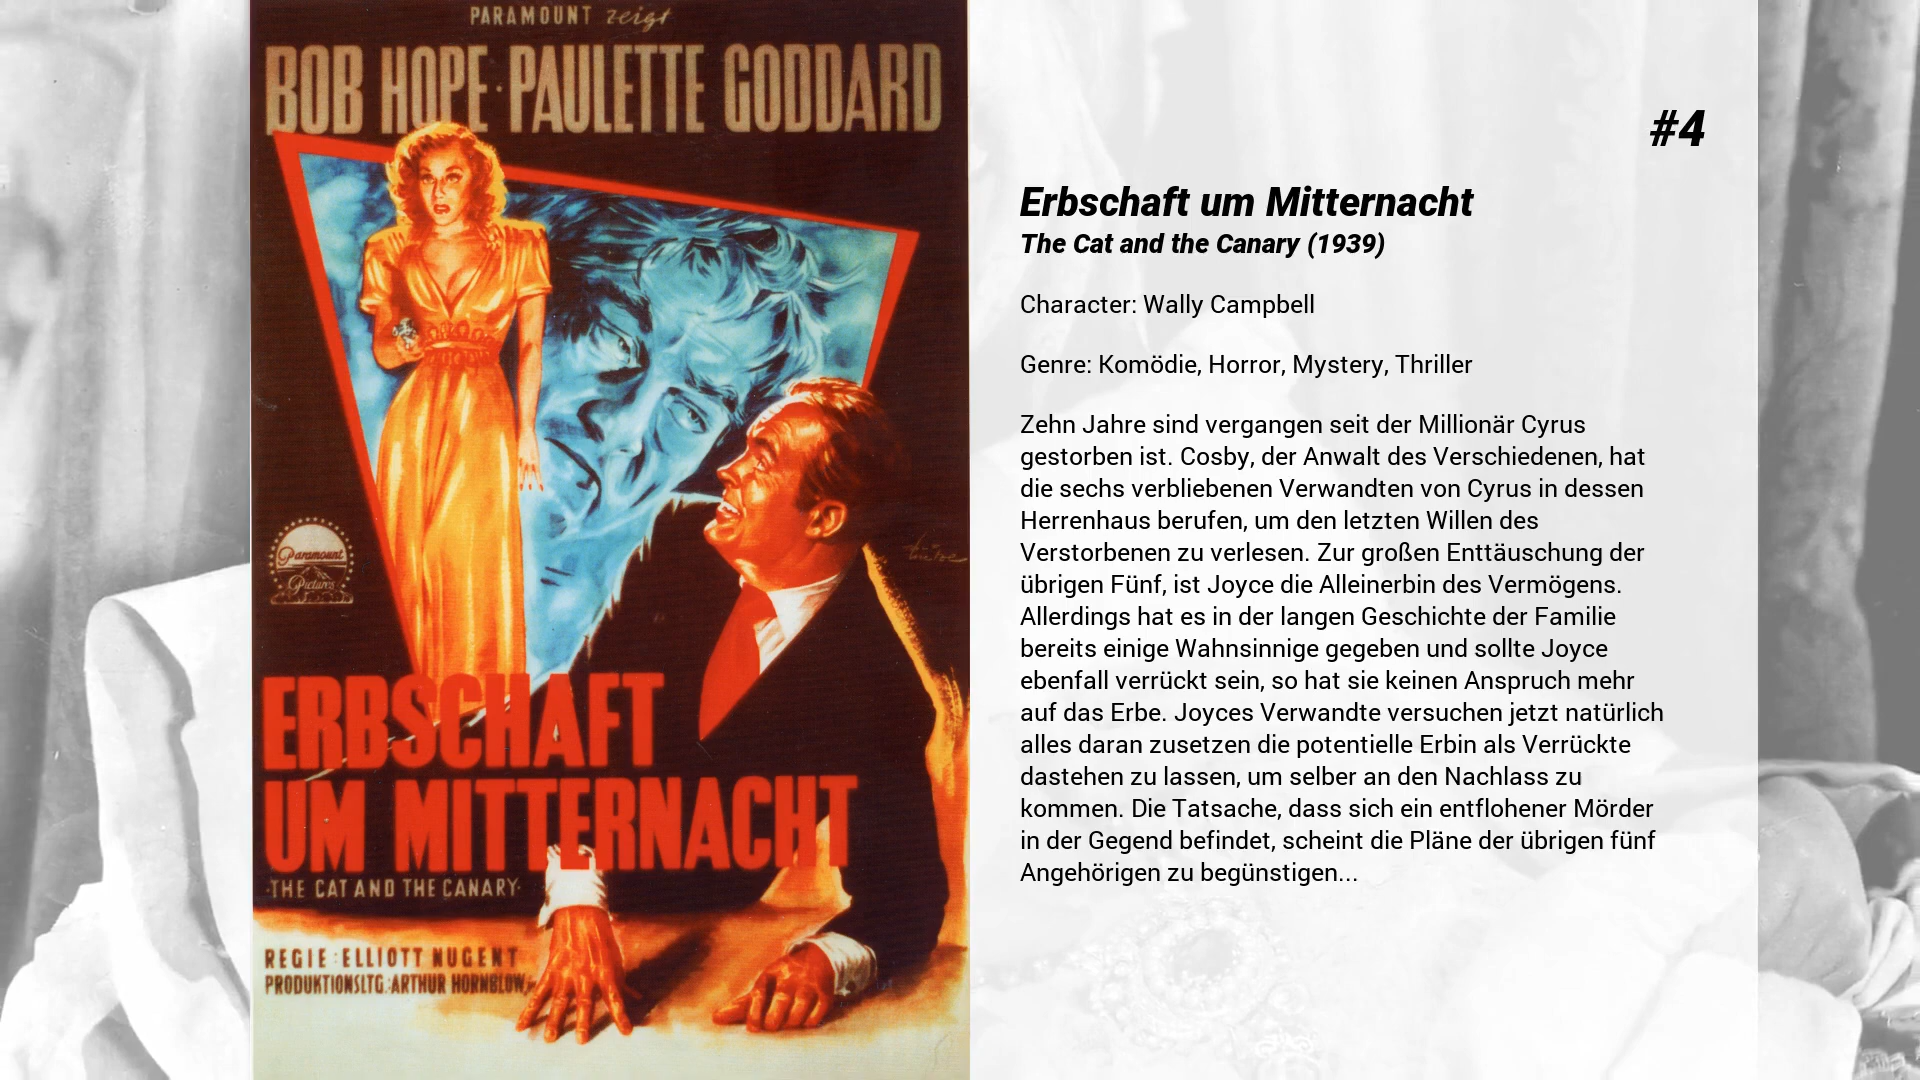 PARAMOUNT zeigt
BOB HOPE · PAULETTE GODDARD
Paramount
Pictures
ERBSCHAFT
UM MITTERNACHT
·THE CAT AND THE CANARY·
REGIE: ELLIOTT NUGENT
PRODUKTIONSLTG.: ARTHUR HORNBLOW,
#4
Erbschaft um Mitternacht
The Cat and the Canary (1939)
Character: Wally Campbell
Genre: Komödie, Horror, Mystery, Thriller
Zehn Jahre sind vergangen seit der Millionär Cyrus
gestorben ist. Cosby, der Anwalt des Verschiedenen, hat
die sechs verbliebenen Verwandten von Cyrus in dessen
Herrenhaus berufen, um den letzten Willen des
Verstorbenen zu verlesen. Zur großen Enttäuschung der
übrigen Fünf, ist Joyce die Alleinerbin des Vermögens.
Allerdings hat es in der langen Geschichte der Familie
bereits einige Wahnsinnige gegeben und sollte Joyce
ebenfall verrückt sein, so hat sie keinen Anspruch mehr
auf das Erbe. Joyces Verwandte versuchen jetzt natürlich
alles daran zusetzen die potentielle Erbin als Verrückte
dastehen zu lassen, um selber an den Nachlass zu
kommen. Die Tatsache, dass sich ein entflohener Mörder
in der Gegend befindet, scheint die Pläne der übrigen fünf
Angehörigen zu begünstigen...